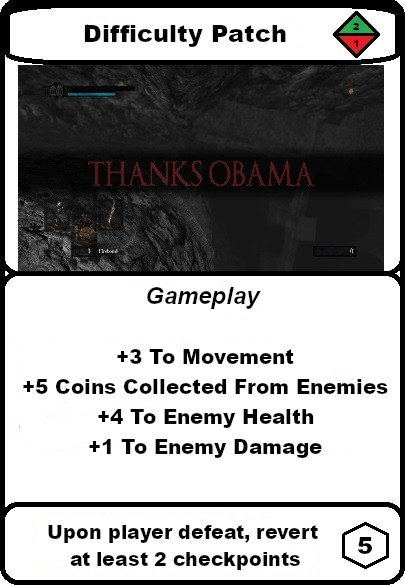 Difficulty Patch
2
1
THANKS OBAMA
Gameplay
+3 To Movement
+5 Coins Collected From Enemies
+4 To Enemy Health
+1 To Enemy Damage
Upon player defeat, revert
at least 2 checkpoints
5